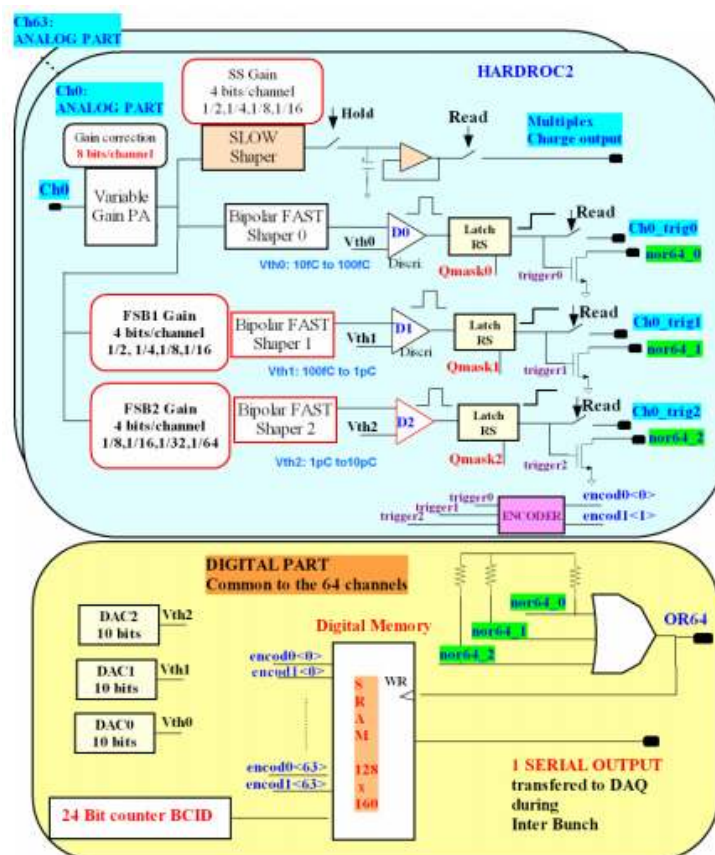 Ch63:
ANALOG PART
Ch0:
ANALOG PART
HARDROC2
SS Gain
4 bits/channel
1/2,1/4,1/8,1/16
Gain correction
8 bits/channel
SLOW
Shaper
Hold
Read
Multiplex
Charge output
Ch0
Variable
Gain PA
Bipolar FAST
Shaper 0
Vth0
D0
Discri.
Vth0: 10fC to 100fC
Latch
RS
Qmask0
trigger0
Read
Ch0_trig0
nor64_0
FSB1 Gain
4 bits/channel
1/2, 1/4,1/8,1/16
Bipolar FAST
Shaper 1
Vth1
D1
Discri
Vth1: 100fC to 1pC
Latch
RS
Qmask1
trigger1
Read
Ch0_trig1
nor64_1
FSB2 Gain
4 bits/channel
1/8,1/16,1/32,1/64
Bipolar FAST
Shaper 2
Vth2
D2
Vth2: 1pC to10pC
Latch
RS
Qmask2
trigger2
Read
Ch0_trig2
nor64_2
trigger0
trigger1
trigger2
ENCODER
encod0<0>
encod1<1>
DIGITAL PART
Common to the 64 channels
DAC2
10 bits
Vth2
DAC1
10 bits
Vth1
DAC0
10 bits
Vth0
Digital Memory
encod0<0>
encod1<0>
encod0<63>
encod1<63>
SRAM
128
x
160
WR
nor64_0
nor64_1
nor64_2
OR64
24 Bit counter BCID
1 SERIAL OUTPUT
transfered to DAQ
during
Inter Bunch